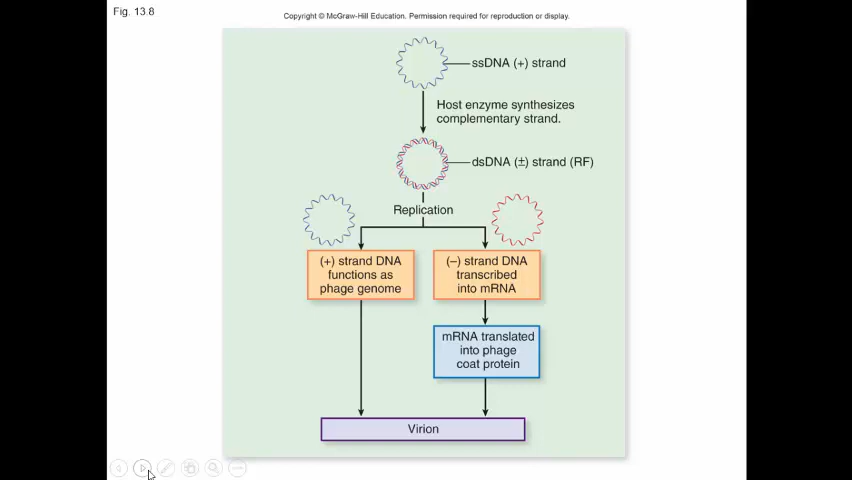 Fig. 13.8
Copyright © McGraw-Hill Education. Permission required for reproduction or display.
ssDNA (+) strand
Host enzyme synthesizes
complementary strand.
dsDNA (±) strand (RF)
Replication
(+) strand DNA
functions as
phage genome
(–) strand DNA
transcribed
into mRNA
mRNA translated
into phage
coat protein
Virion